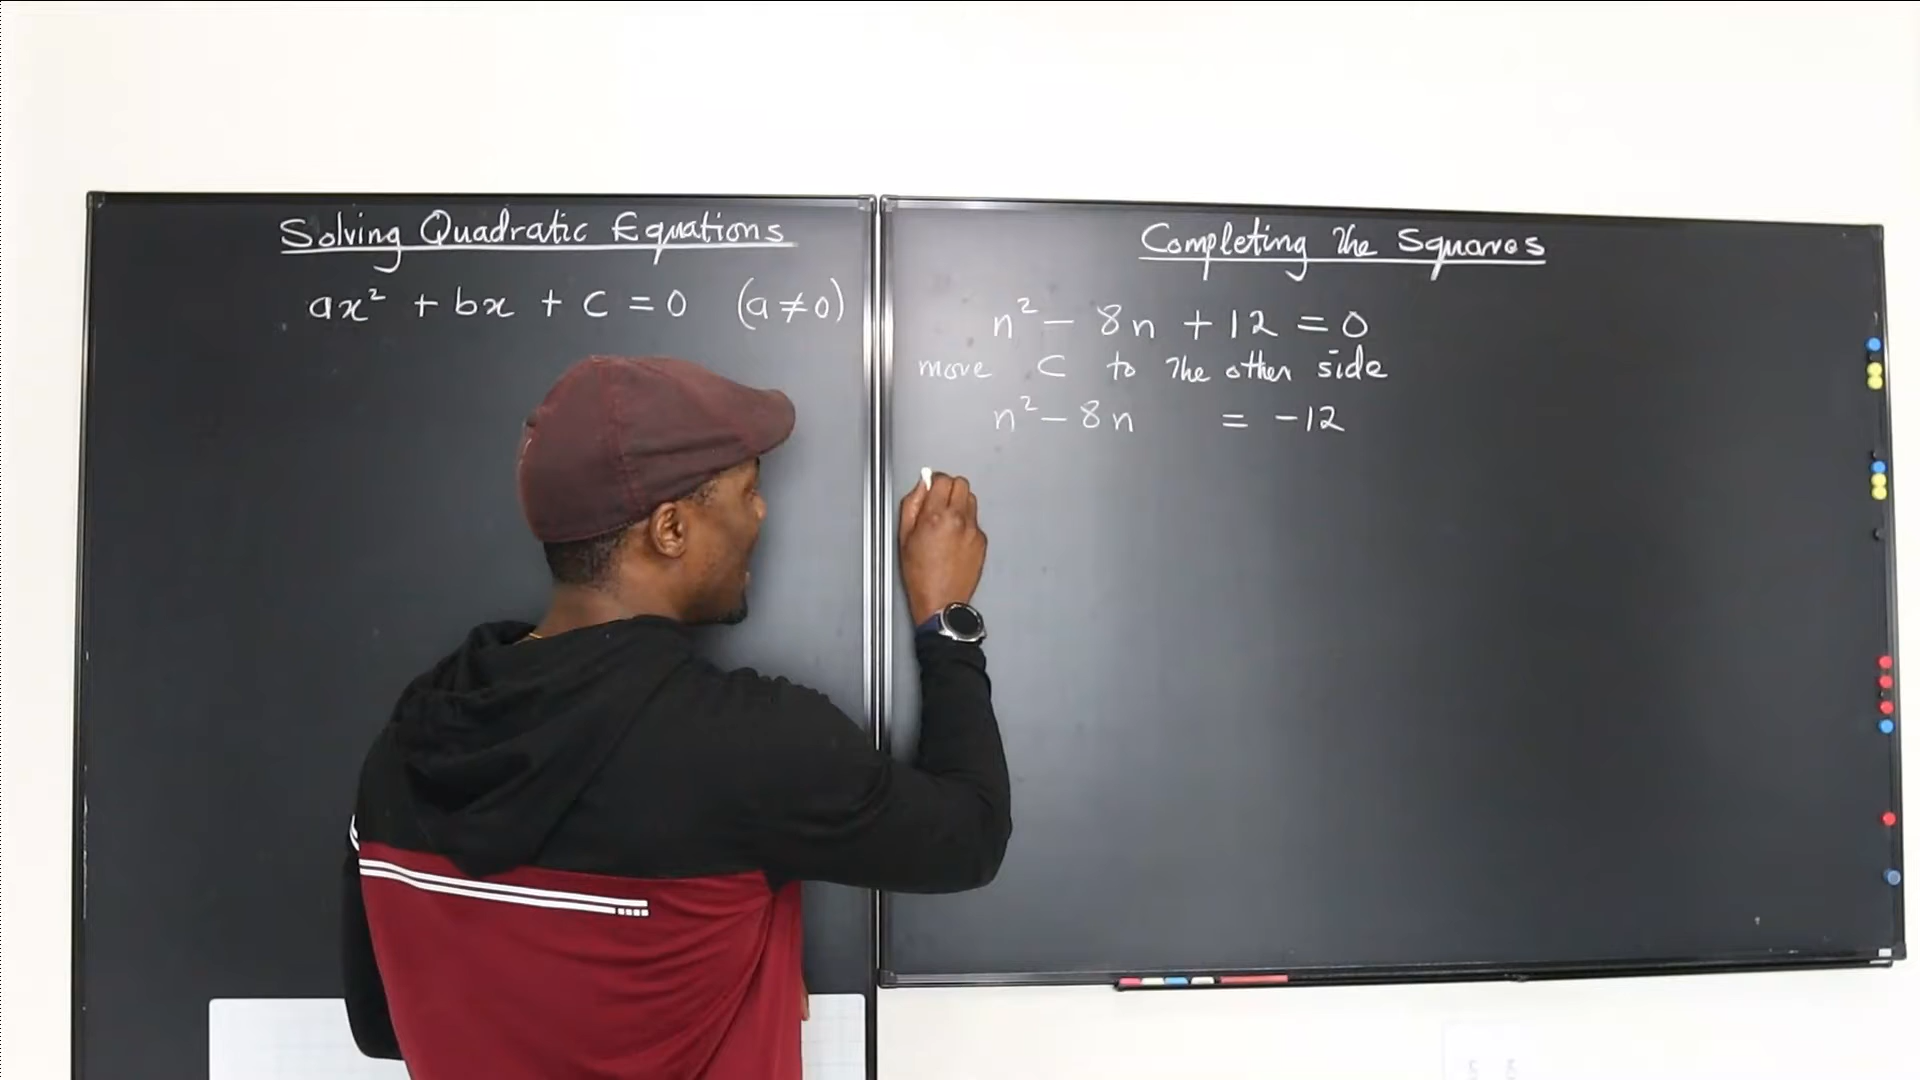 Solving Quadratic Equations
ax² + bx + c = 0 (a ≠ 0)
Completing the Squares
n² − 8n + 12 = 0
move C to the other side
n² − 8n = −12